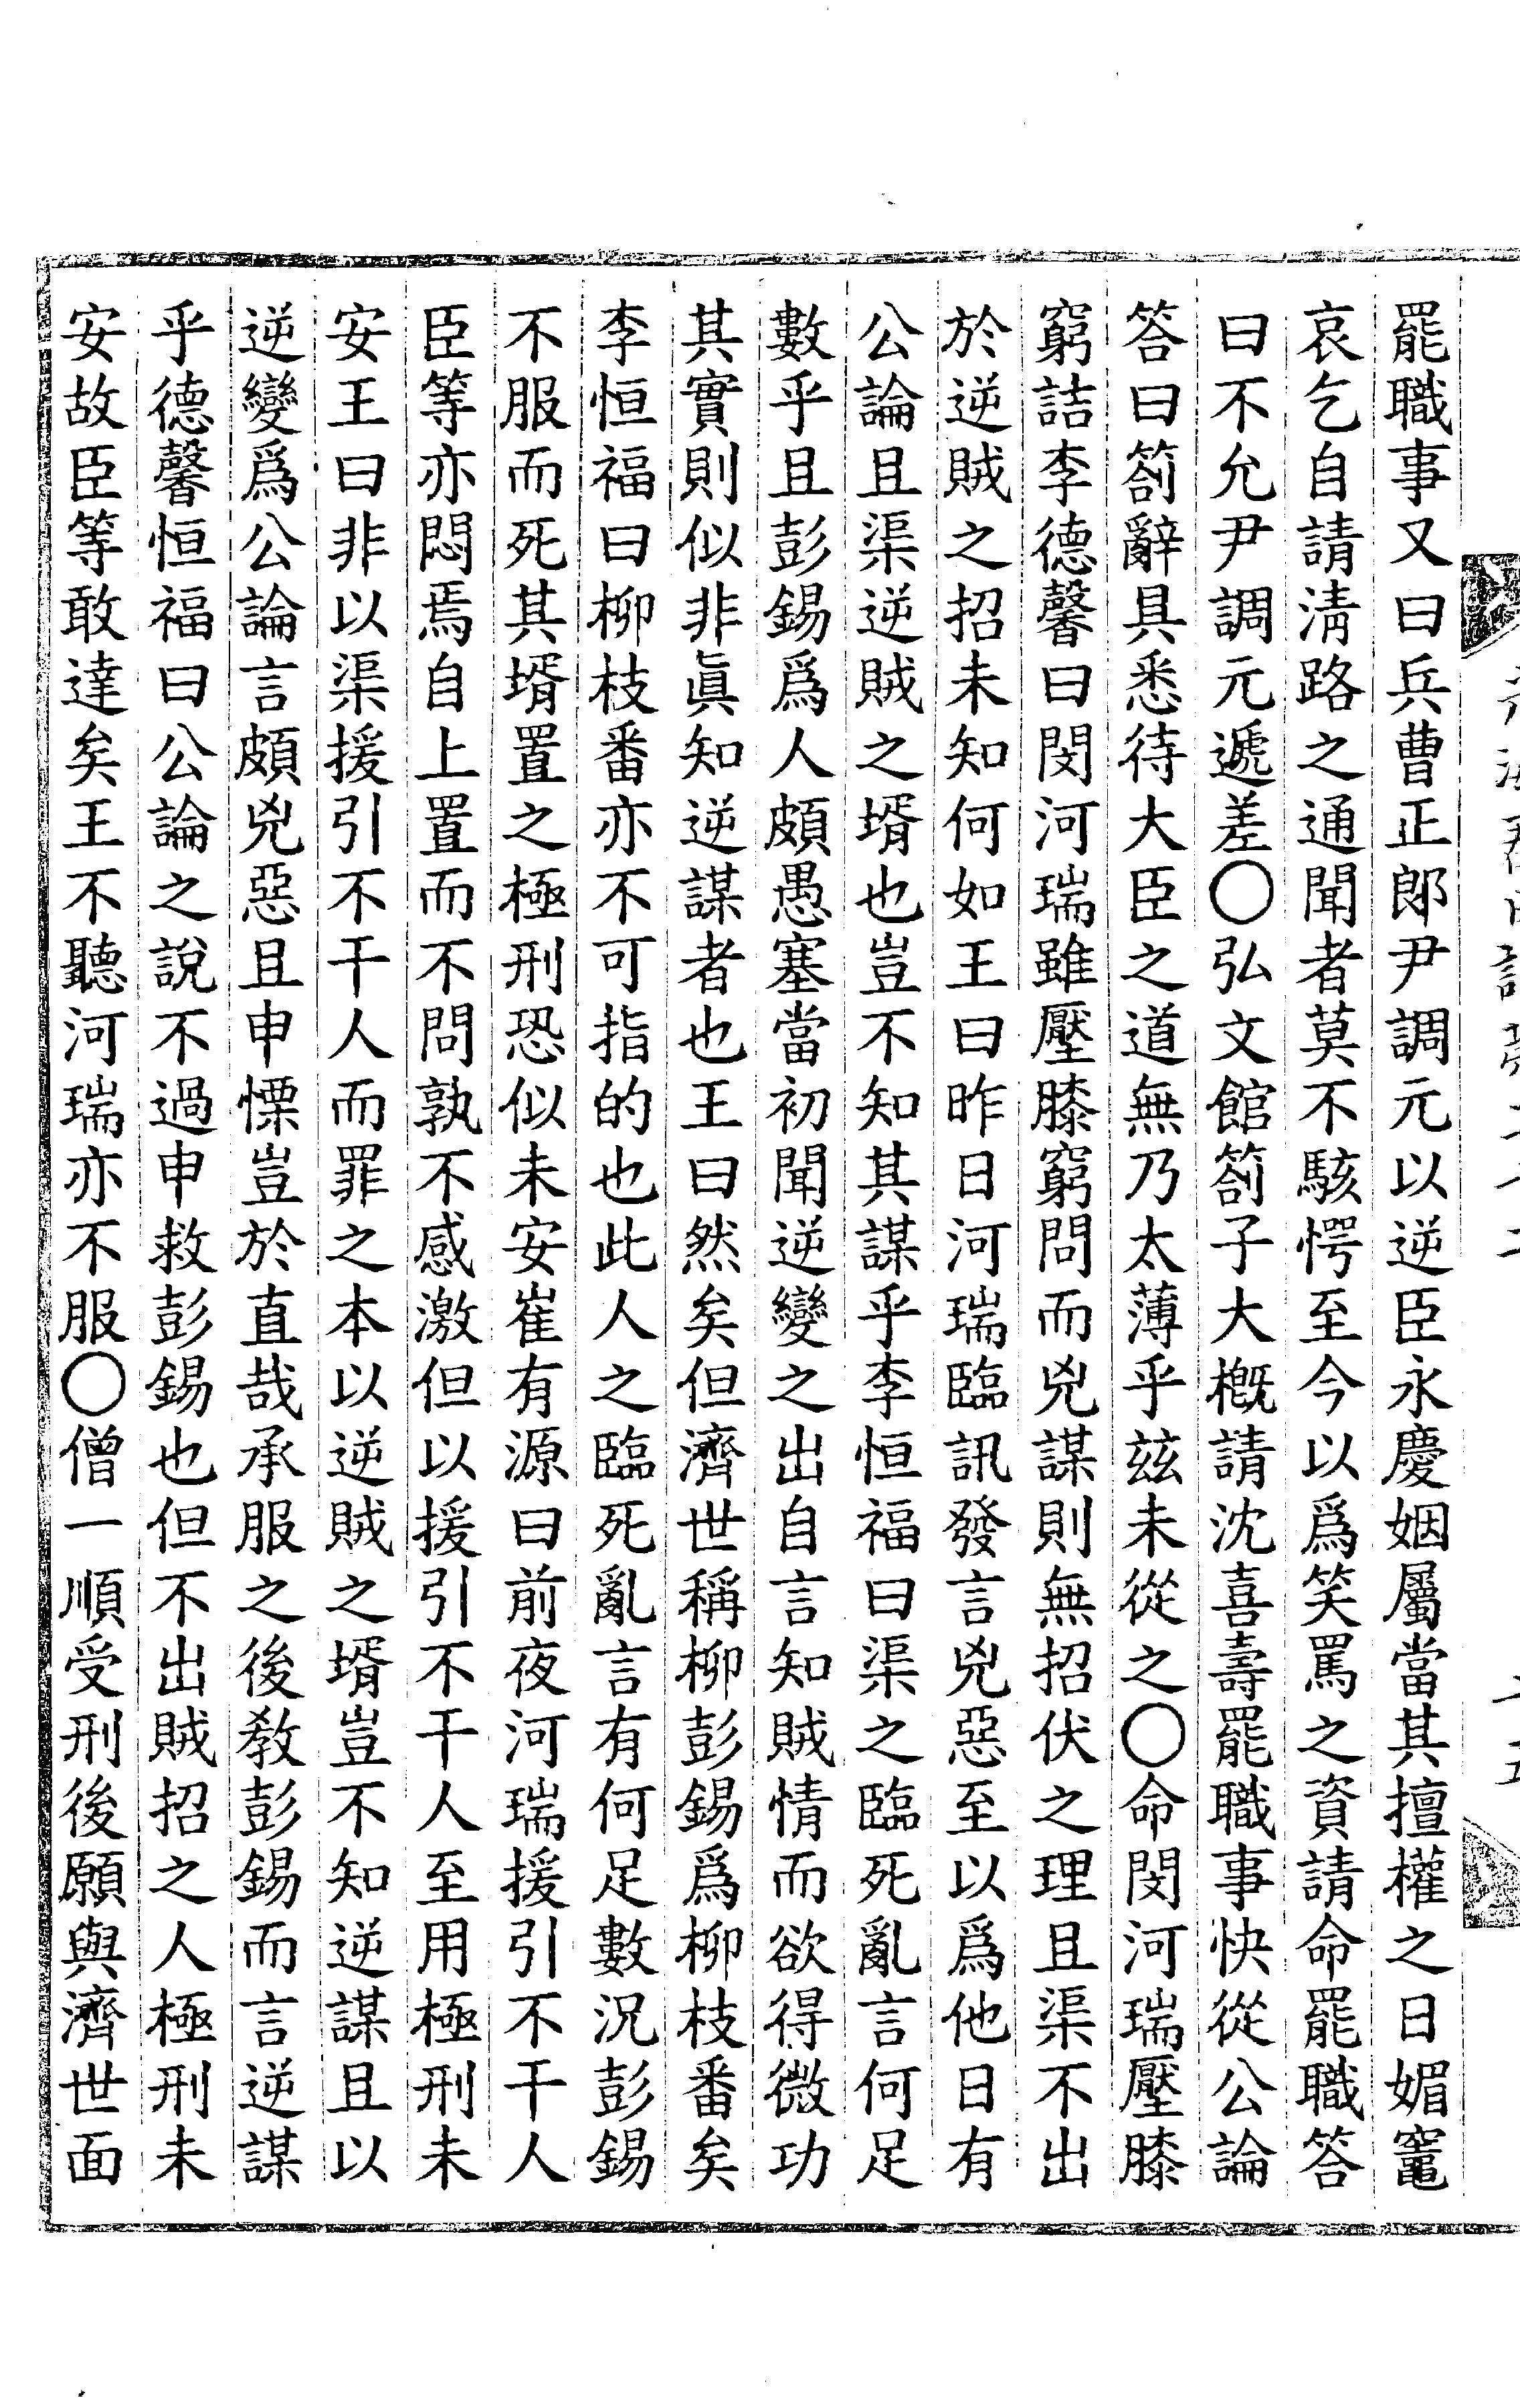 罷職事又曰兵曹正郞尹調元以逆臣永慶姻屬當其擅權之日媚竈
哀乞自請淸路之通聞者莫不駭愕至今以爲笑罵之資請命罷職答
曰不允尹調元遞差〇弘文館箚子大槪請沈喜壽罷職事快從公論
答曰箚辭具悉待大臣之道無乃太薄乎玆未從之〇命閔河瑞壓膝
窮詰李德馨曰閔河瑞雖壓膝窮問而兇謀則無招伏之理且渠不出
於逆賊之招未知何如王曰昨日河瑞臨訊發言兇惡至以爲他日有
公論且渠逆賊之壻也豈不知其謀乎李恒福曰渠之臨死亂言何足
數乎且彭錫爲人頗愚塞當初聞逆變之出自言知賊情而欲得微功
其實則似非眞知逆謀者也王曰然矣但濟世稱柳彭錫爲柳枝番矣
李恒福曰柳枝番亦不可指的也此人之臨死亂言有何足數況彭錫
不服而死其壻置之極刑恐似未安崔有源曰前夜河瑞援引不干人
臣等亦悶焉自上置而不問孰不感激但以援引不干人至用極刑未
安王曰非以渠援引不干人而罪之本以逆賊之壻豈不知逆謀且以
逆變爲公論言頗兇惡且申慄豈於直哉承服之後敎彭錫而言逆謀
乎德馨恒福曰公論之說不過申救彭錫也但不出賊招之人極刑未
安故臣等敢達矣王不聽河瑞亦不服〇僧一順受刑後願與濟世面